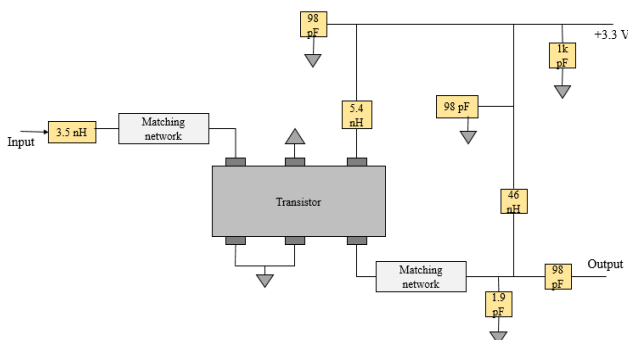 98
pF
1k
pF
+3.3 V
5.4
nH
98 pF
Input
3.5 nH
Matching
network
Transistor
46
nH
Matching
network
98
pF
Output
1.9
pF